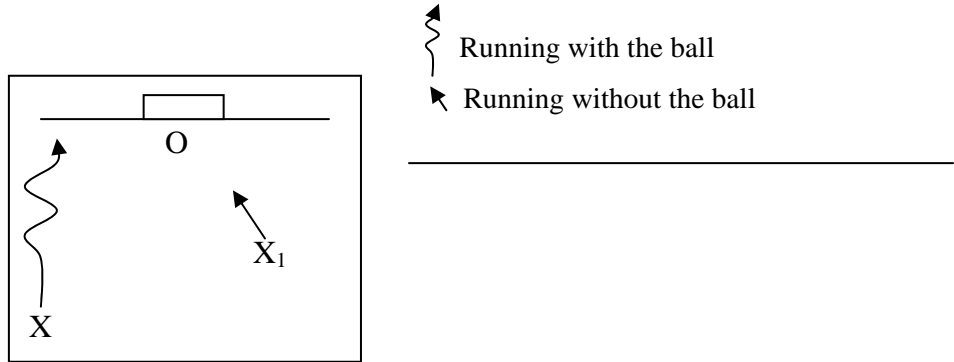 Running with the ball
Running without the ball
O
X₁
X